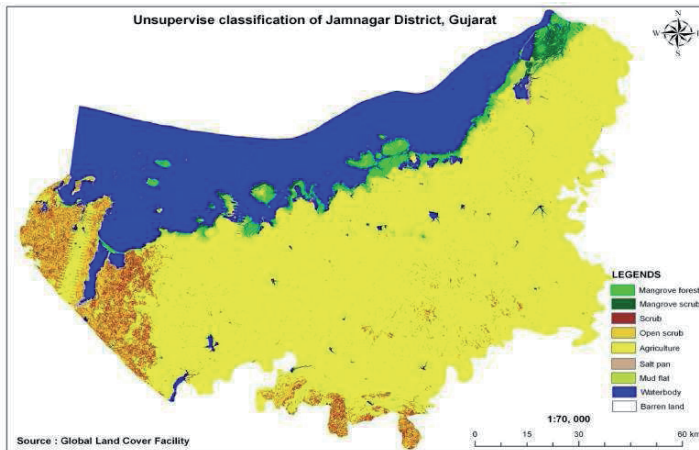 Unsupervise classification of Jamnagar District, Gujarat
N
W
S
LEGENDS
Mangrove forest
Mangrove scrub
Scrub
Open scrub
Agriculture
Salt pan
Mud flat
Waterbody
Barren land
1:70, 000
0 15 30 60 km
Source : Global Land Cover Facility